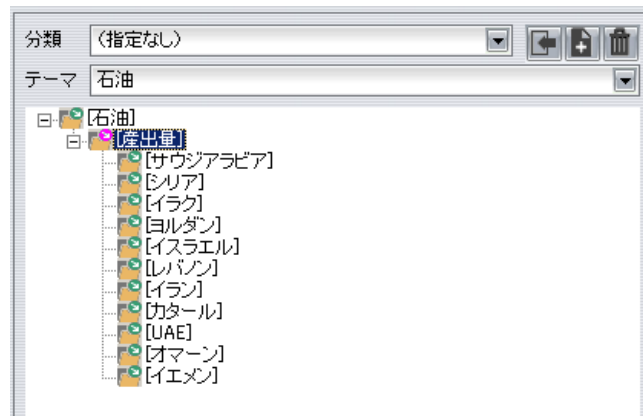 分類 (指定なし)
テーマ 石油
[石油]
[産出量]
[サウジアラビア]
[シリア]
[イラク]
[ヨルダン]
[イスラエル]
[レバノン]
[イラン]
[カタール]
[UAE]
[オマーン]
[イエメン]